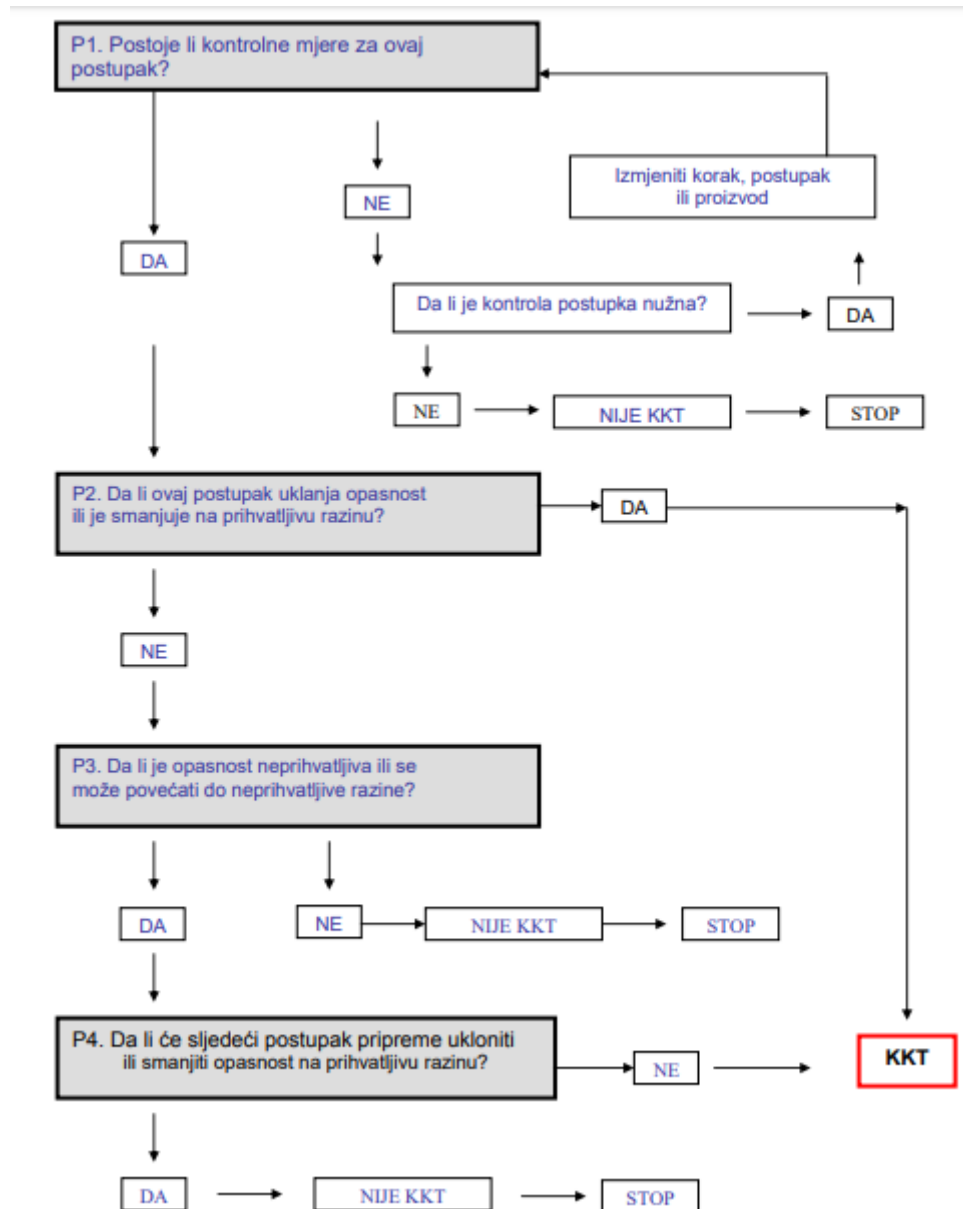 P1. Postoje li kontrolne mjere za ovaj
postupak?
Izmjeniti korak, postupak
ili proizvod
NE
DA
Da li je kontrola postupka nužna?
DA
NE
NIJE KKT
STOP
P2. Da li ovaj postupak uklanja opasnost
ili je smanjuje na prihvatljivu razinu?
DA
NE
P3. Da li je opasnost neprihvatljiva ili se
može povećati do neprihvatljive razine?
DA
NE
NIJE KKT
STOP
P4. Da li će sljedeći postupak pripreme ukloniti
ili smanjiti opasnost na prihvatljivu razinu?
NE
KKT
DA
NIJE KKT
STOP